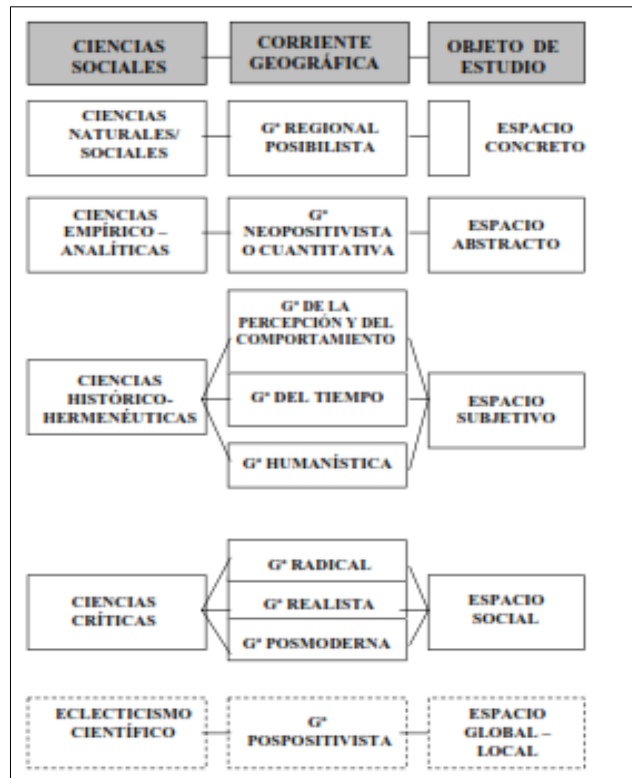 CIENCIAS
SOCIALES
CORRIENTE
GEOGRÁFICA
OBJETO DE
ESTUDIO
CIENCIAS
NATURALES/
SOCIALES
Gª REGIONAL
POSIBILISTA
ESPACIO
CONCRETO
CIENCIAS
EMPÍRICO –
ANALÍTICAS
Gª
NEOPOSITIVISTA
O CUANTITATIVA
ESPACIO
ABSTRACTO
CIENCIAS
HISTÓRICO-
HERMENÉUTICAS
Gª DE LA
PERCEPCIÓN Y DEL
COMPORTAMIENTO
Gª DEL TIEMPO
Gª HUMANÍSTICA
ESPACIO
SUBJETIVO
CIENCIAS
CRÍTICAS
Gª RADICAL
Gª REALISTA
Gª POSMODERNA
ESPACIO
SOCIAL
ECLECTICISMO
CIENTÍFICO
Gª
POSPOSITIVISTA
ESPACIO
GLOBAL –
LOCAL